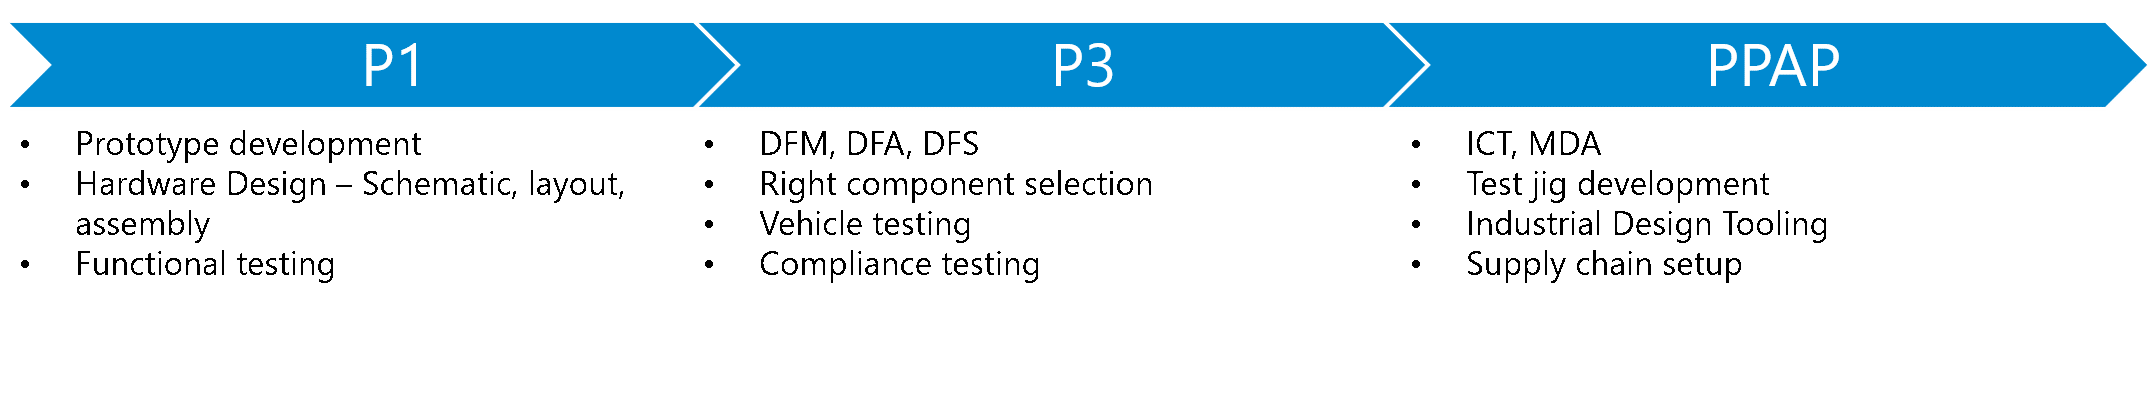 P1
P3
PPAP
• Prototype development
• Hardware Design – Schematic, layout,
assembly
• Functional testing
• DFM, DFA, DFS
• Right component selection
• Vehicle testing
• Compliance testing
• ICT, MDA
• Test jig development
• Industrial Design Tooling
• Supply chain setup